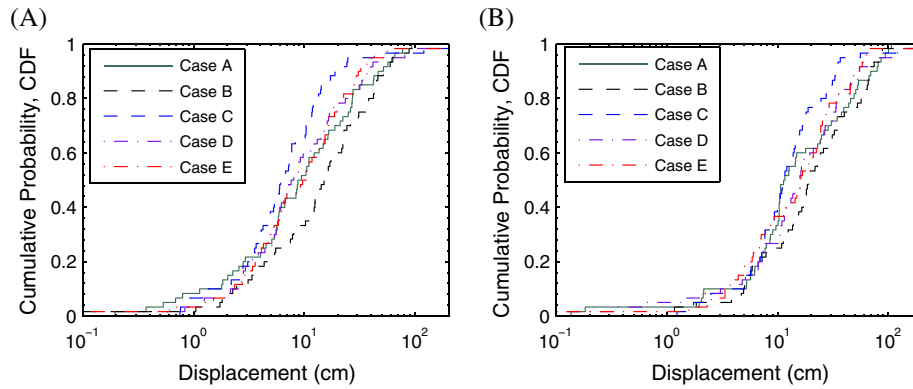 (A)
Cumulative Probability, CDF
1
0.8
0.6
0.4
0.2
0
Case A
Case B
Case C
Case D
Case E
10^-1
10^0
10^1
10^2
Displacement (cm)
(B)
Cumulative Probability, CDF
1
0.8
0.6
0.4
0.2
0
Case A
Case B
Case C
Case D
Case E
10^-1
10^0
10^1
10^2
Displacement (cm)